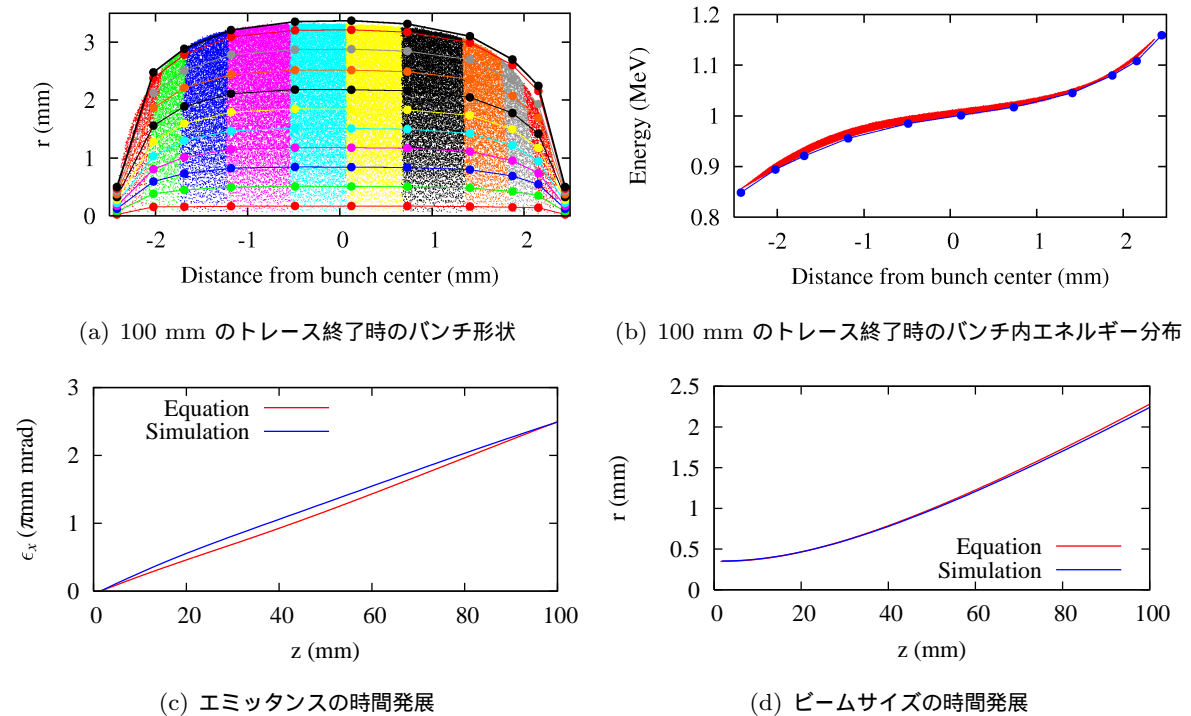 3
2
1
0
r (mm)
-2
-1
0
1
2
Distance from bunch center (mm)
1.2
1.1
1
0.9
0.8
Energy (MeV)
-2
-1
0
1
2
Distance from bunch center (mm)
(a) 100 mm のトレース終了時のバンチ形状
(b) 100 mm のトレース終了時のバンチ内エネルギー分布
3
2
1
0
ϵx (πmm mrad)
Equation
Simulation
0
20
40
60
80
100
z (mm)
2.5
2
1.5
1
0.5
0
r (mm)
Equation
Simulation
0
20
40
60
80
100
z (mm)
(c) エミッタンスの時間発展
(d) ビームサイズの時間発展